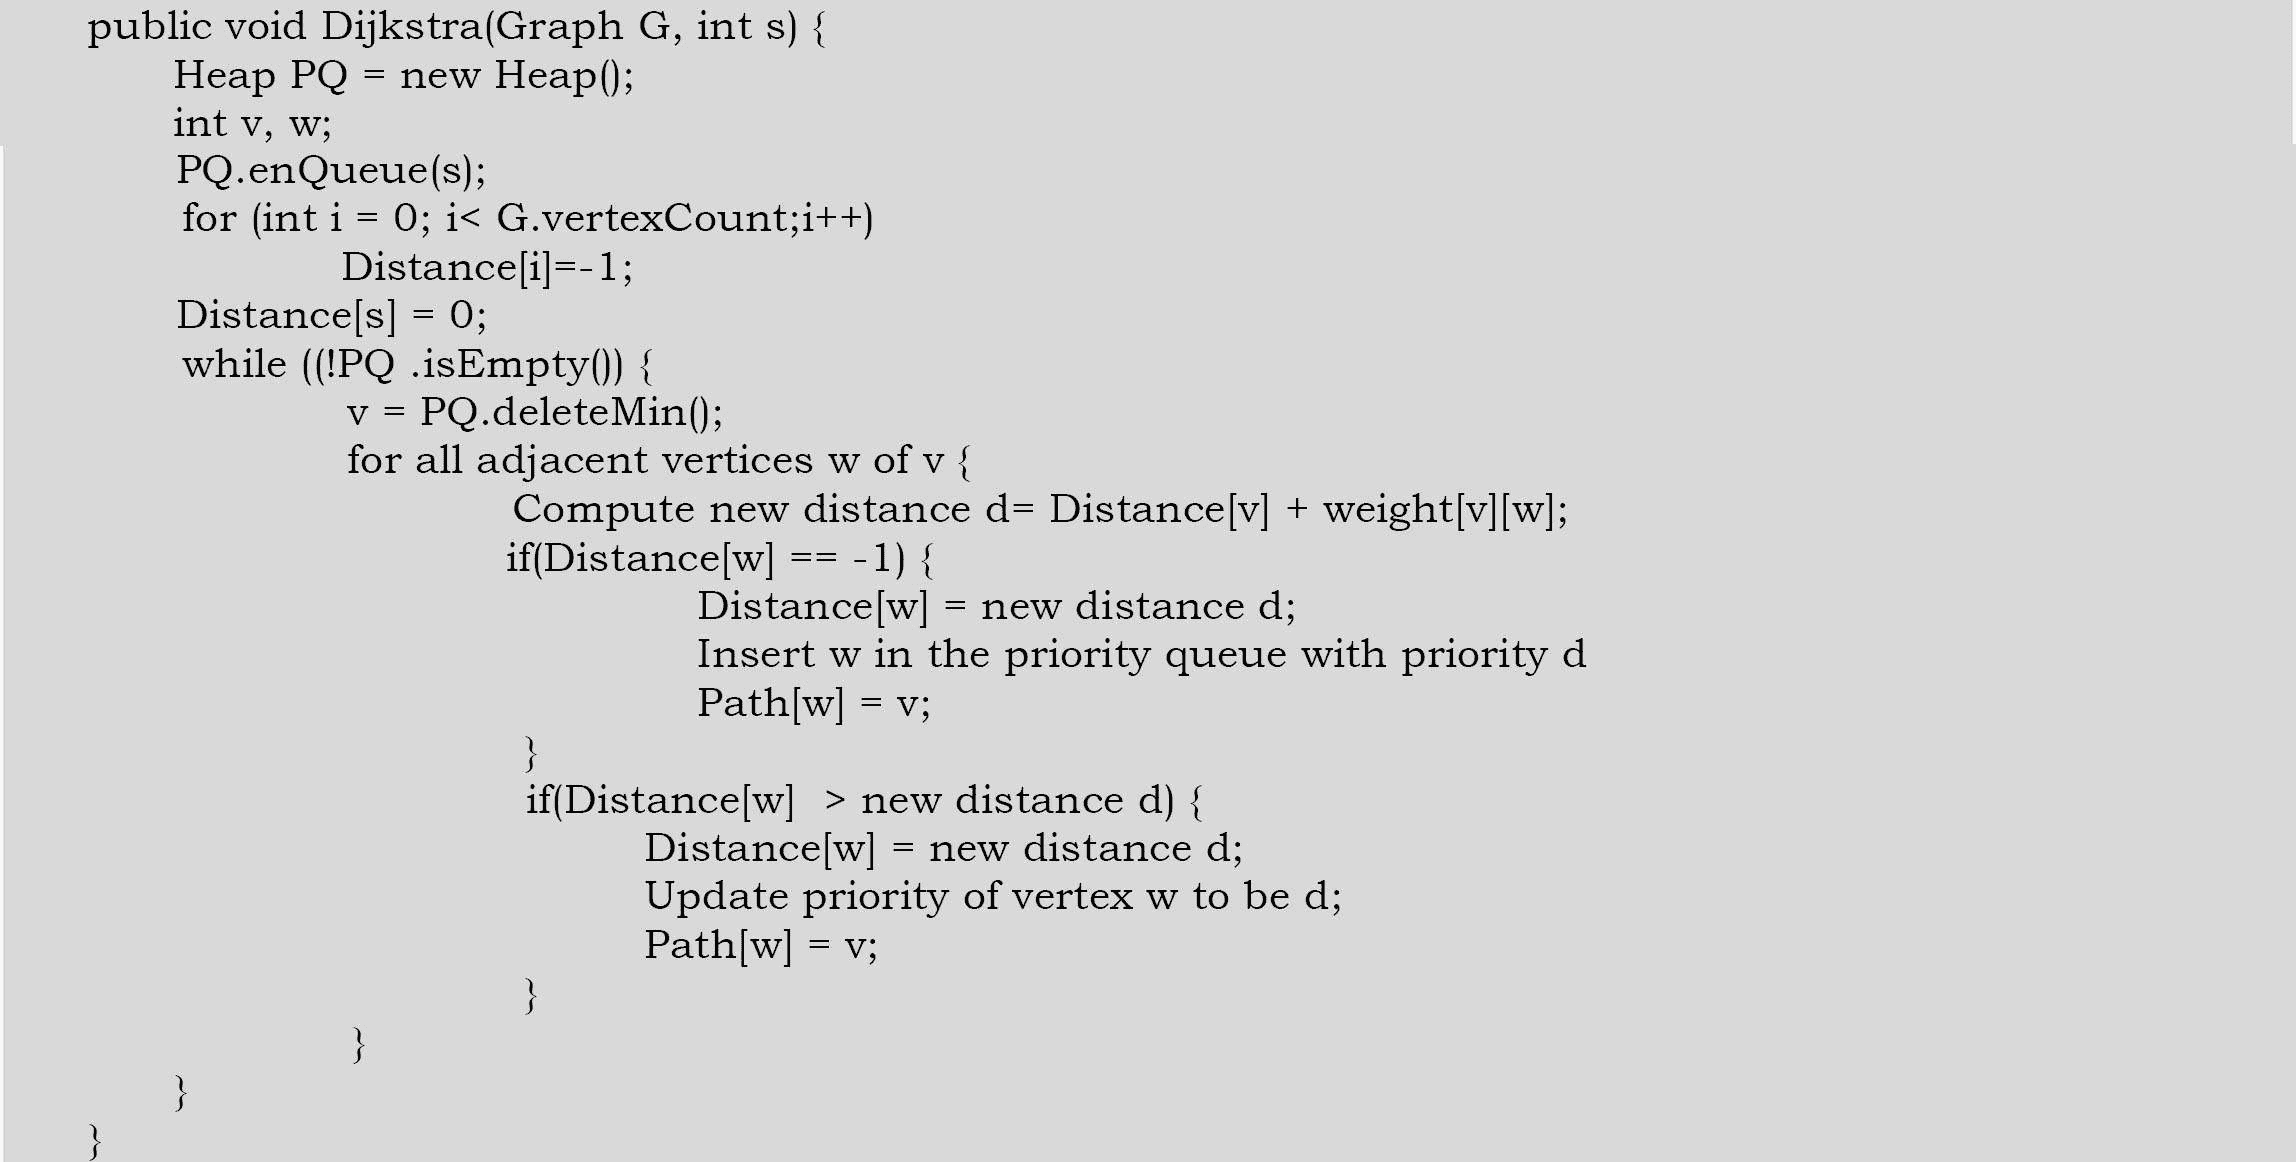 public void Dijkstra(Graph G, int s) {
Heap PQ = new Heap();
int v, w;
PQ.enQueue(s);
for (int i = 0; i< G.vertexCount;i++)
Distance[i]=-1;
Distance[s] = 0;
while ((!PQ .isEmpty()) {
v = PQ.deleteMin();
for all adjacent vertices w of v {
Compute new distance d= Distance[v] + weight[v][w];
if(Distance[w] == -1) {
Distance[w] = new distance d;
Insert w in the priority queue with priority d
Path[w] = v;
}
if(Distance[w]  > new distance d) {
Distance[w] = new distance d;
Update priority of vertex w to be d;
Path[w] = v;
}
}
}
}